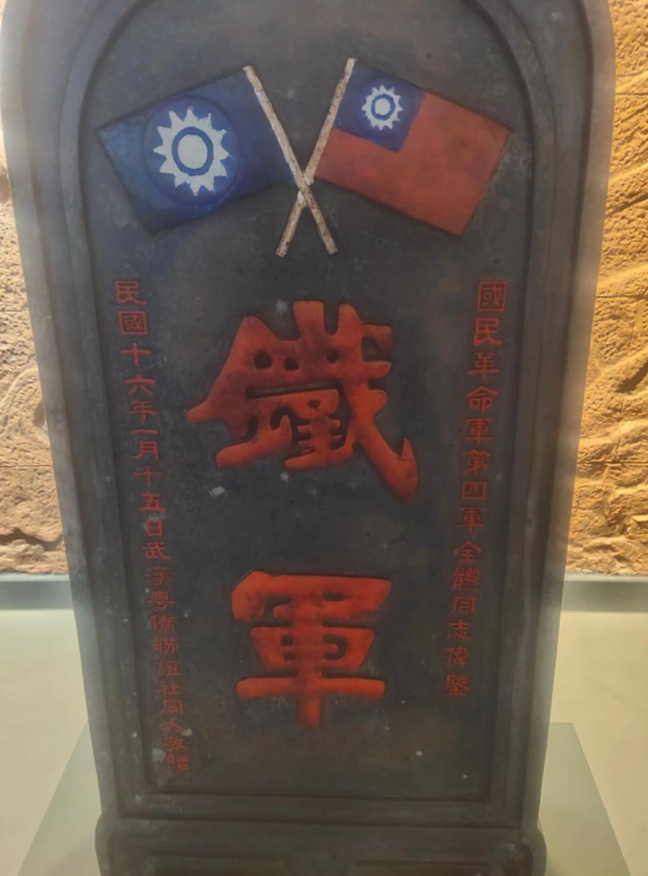 國民革命軍第四軍全體同志偉鑒
鐵軍
民國十六年一月十五日武漢粵僑聯誼社同人敬贈